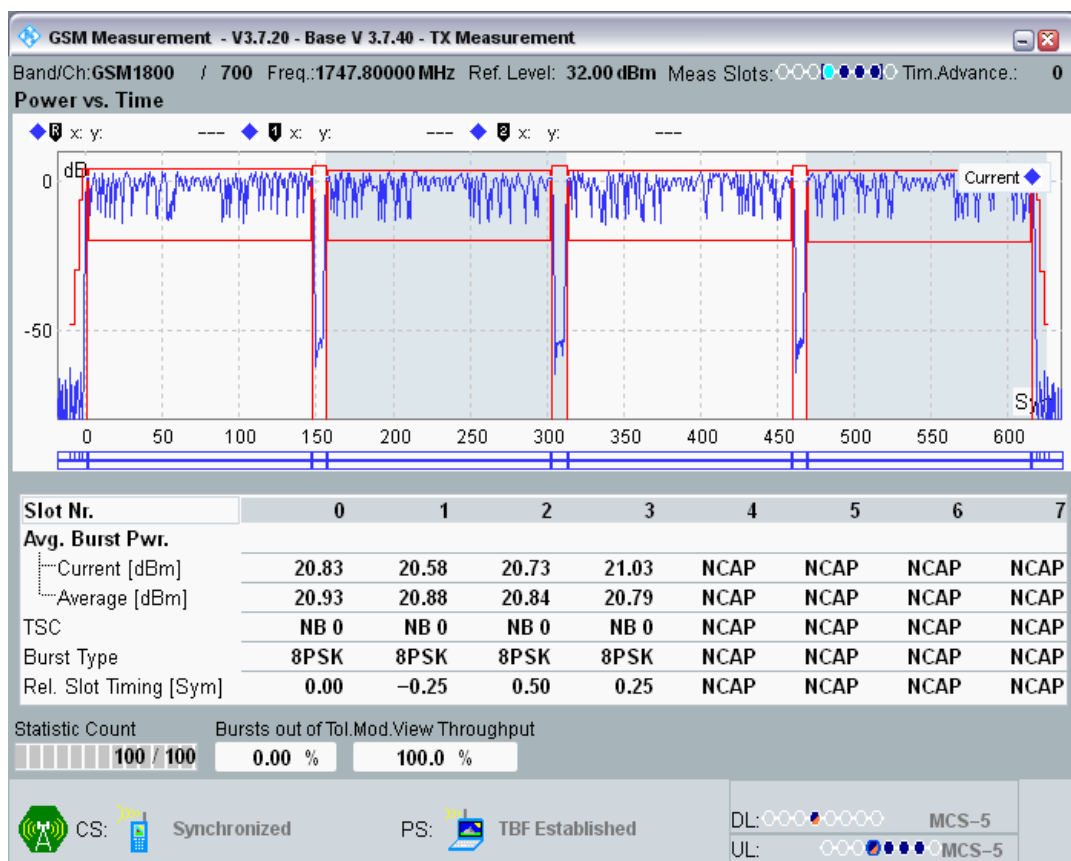 GSM Measurement - V3.7.20 - Base V 3.7.40 - TX Measurement
Band/Ch:GSM1800 / 700 Freq.:1747.80000 MHz Ref. Level: 32.00 dBm Meas Slots: Tim.Advance.: 0
Power vs. Time
R x: y: --- 1 x: y: --- 2 x: y: ---
dB
Current
0
-50
0 50 100 150 200 250 300 350 400 450 500 550 600
Slot Nr. 0 1 2 3 4 5 6 7
Avg. Burst Pwr.
Current [dBm] 20.83 20.58 20.73 21.03 NCAP NCAP NCAP NCAP
Average [dBm] 20.93 20.88 20.84 20.79 NCAP NCAP NCAP NCAP
TSC NB 0 NB 0 NB 0 NB 0 NCAP NCAP NCAP NCAP
Burst Type 8PSK 8PSK 8PSK 8PSK NCAP NCAP NCAP NCAP
Rel. Slot Timing [Sym] 0.00 −0.25 0.50 0.25 NCAP NCAP NCAP NCAP
Statistic Count Bursts out of Tol. Mod.View Throughput
100 / 100 0.00 % 100.0 %
CS: Synchronized PS: TBF Established
DL: MCS−5
UL: MCS−5